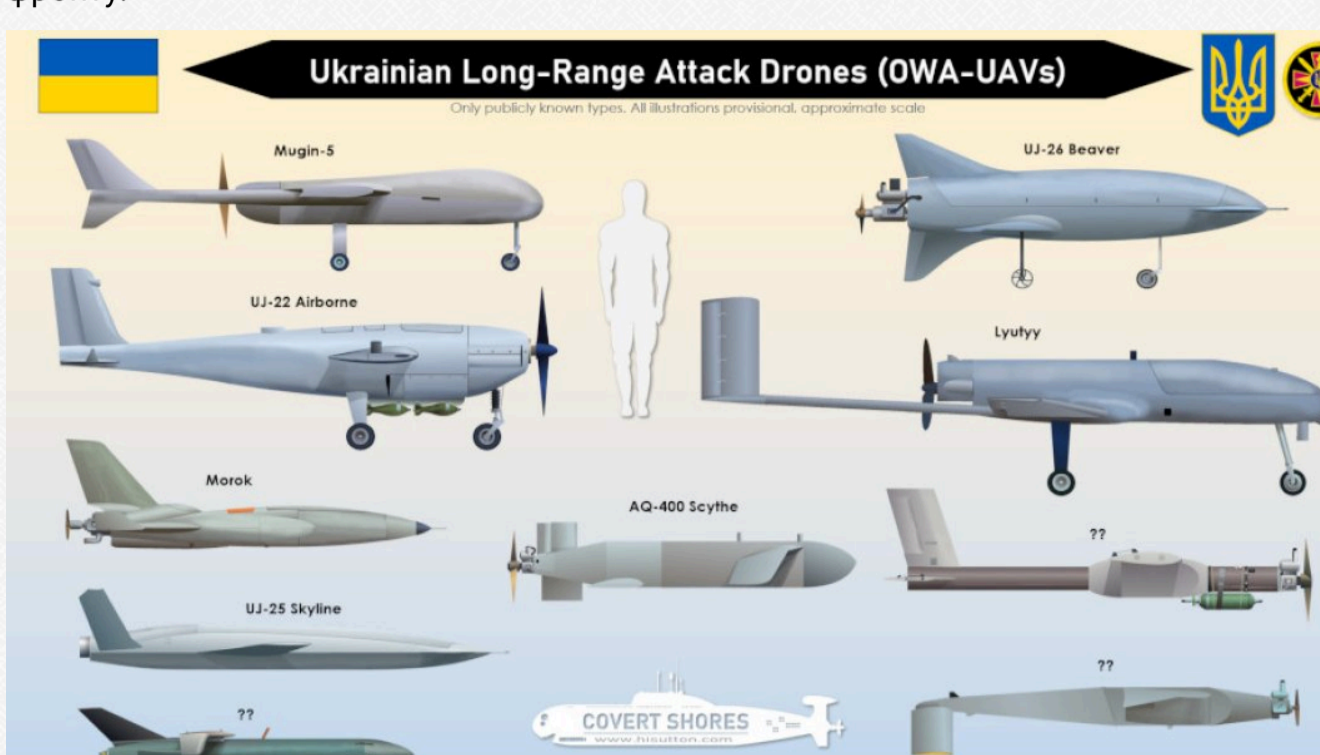 фронту.
Ukrainian Long-Range Attack Drones (OWA-UAVs)
Only publicly known types. All illustrations provisional, approximate scale
Mugin-5
UJ-26 Beaver
UJ-22 Airborne
Lyutyy
Morok
AQ-400 Scythe
??
UJ-25 Skyline
??
??
COVERT SHORES
www.hisutton.com